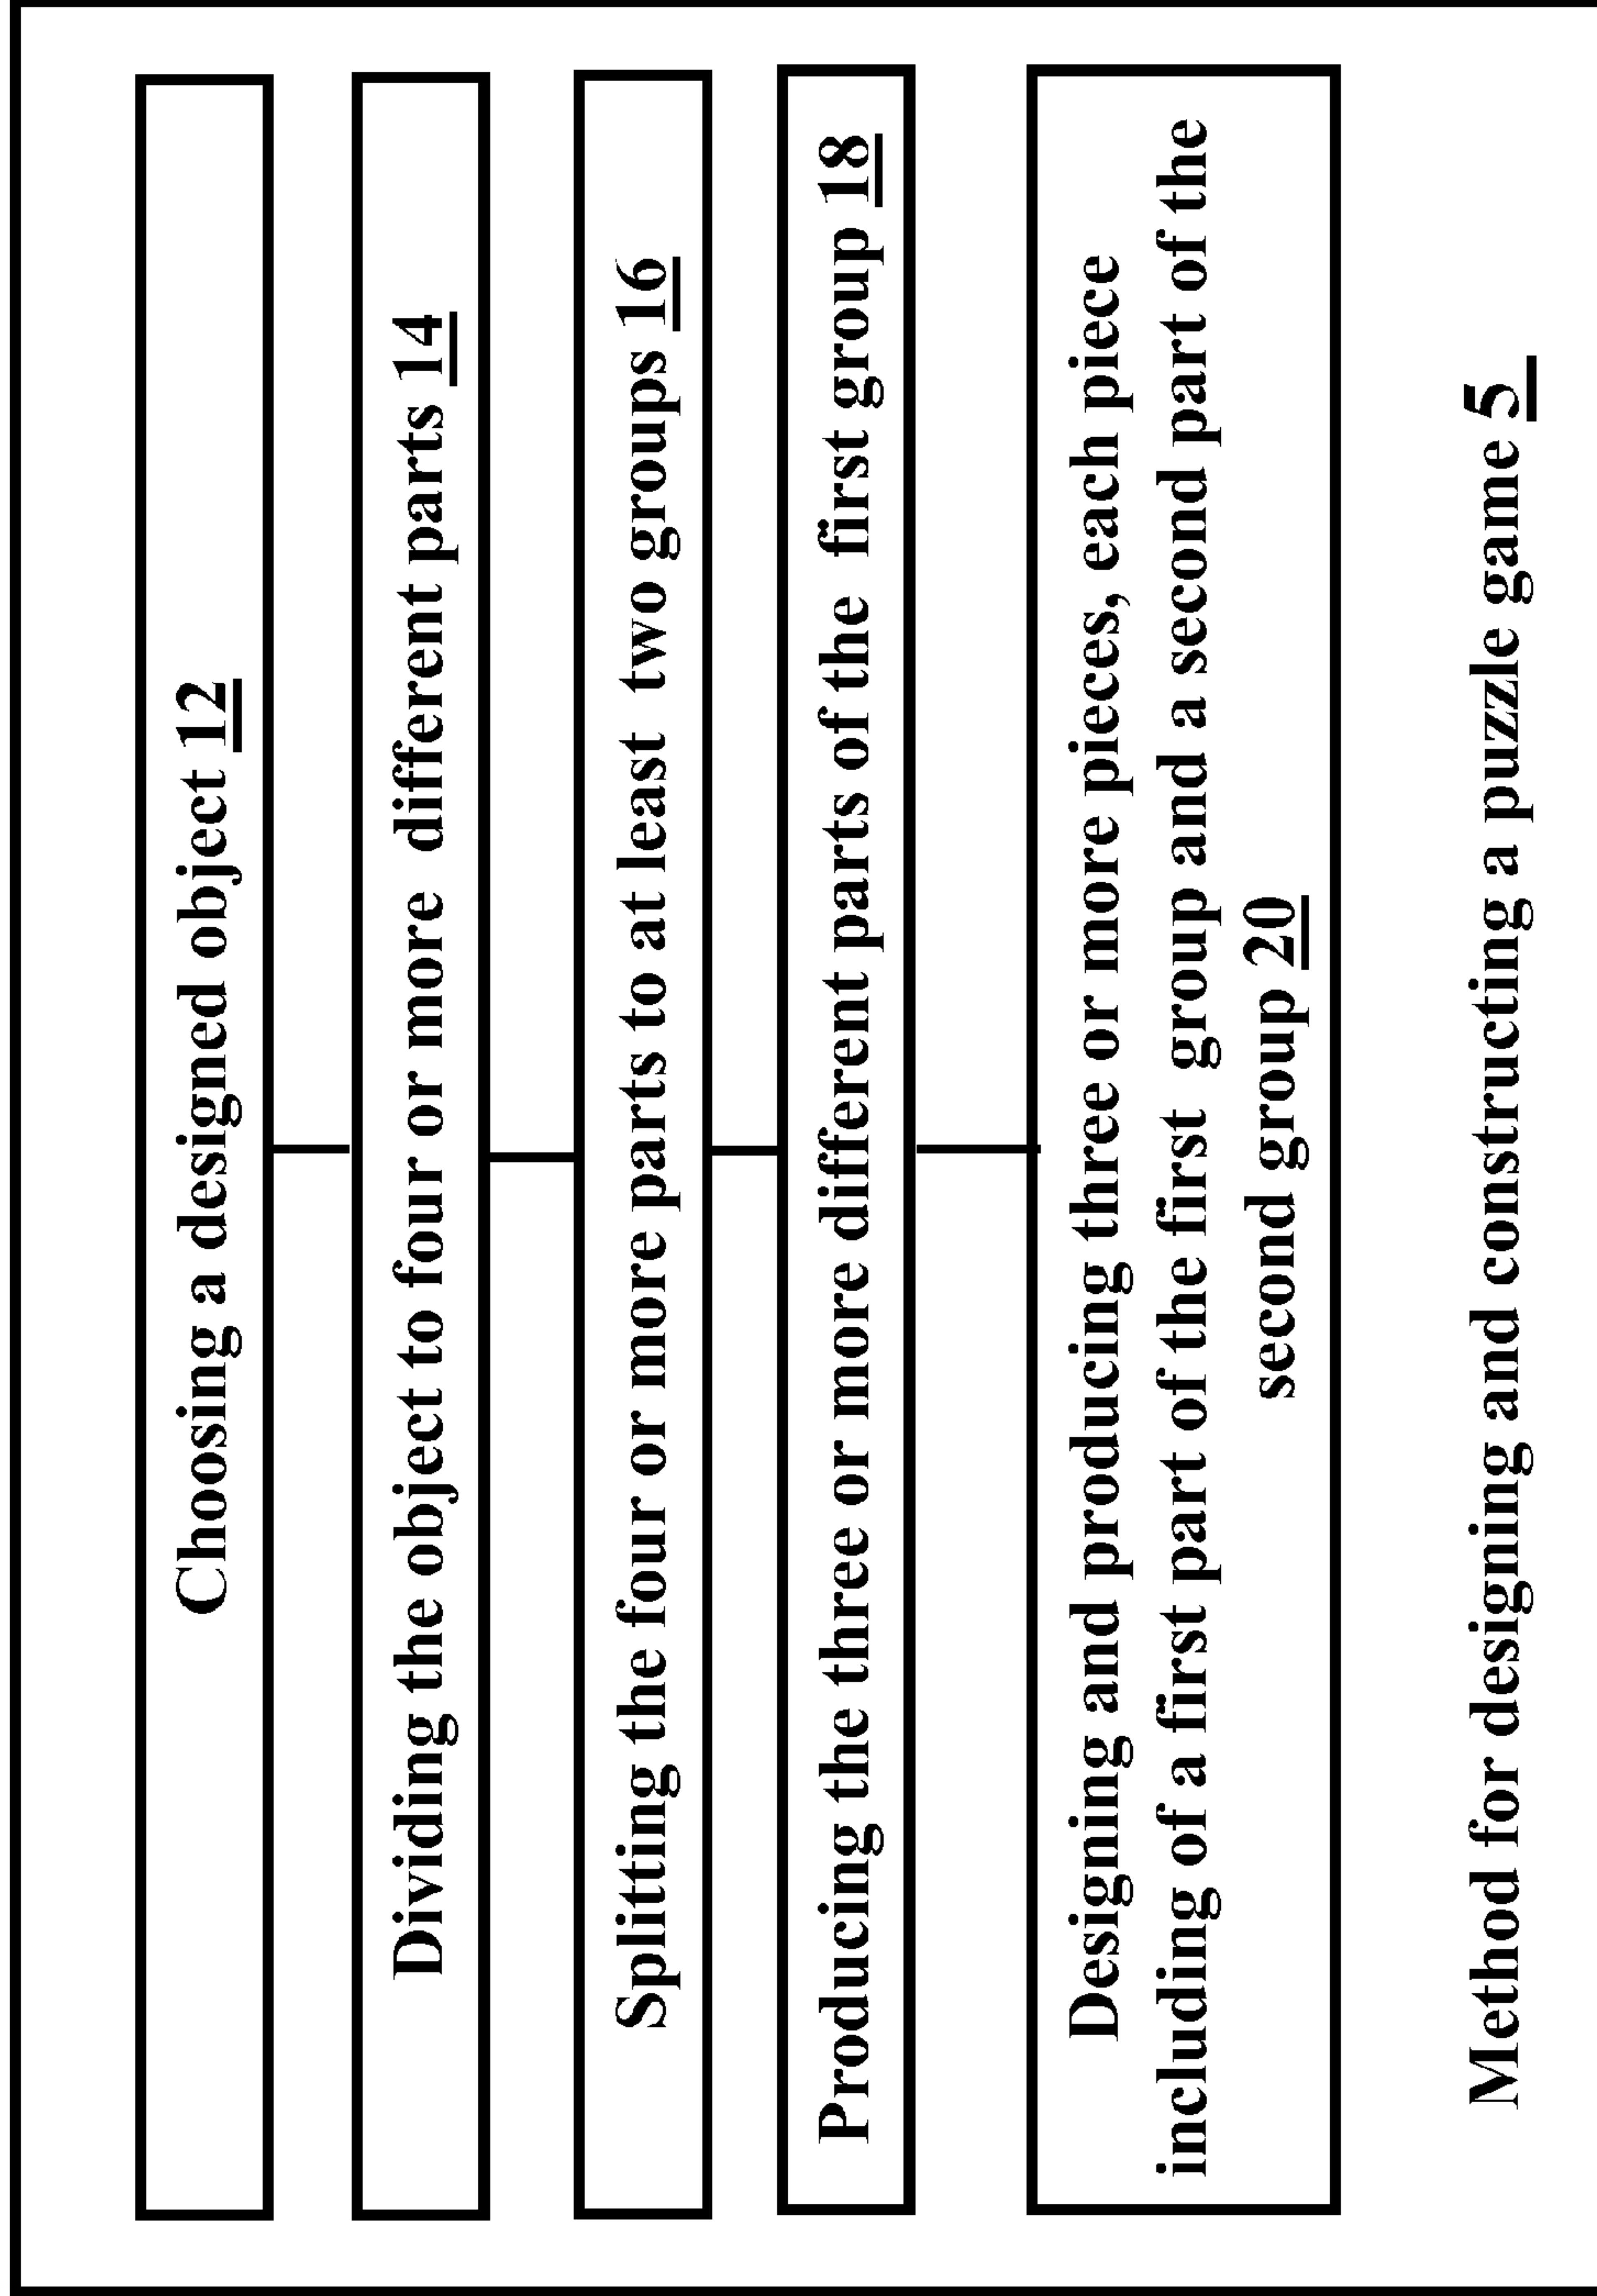 Choosing a designed object 12
Dividing the object to four or more different parts 14
Splitting the four or more parts to at least two groups 16
Producing the three or more different parts of the first group 18
Designing and producing three or more pieces, each piece
including of a first part of the first group and a second part of the
second group 20
Method for designing and constructing a puzzle game 5